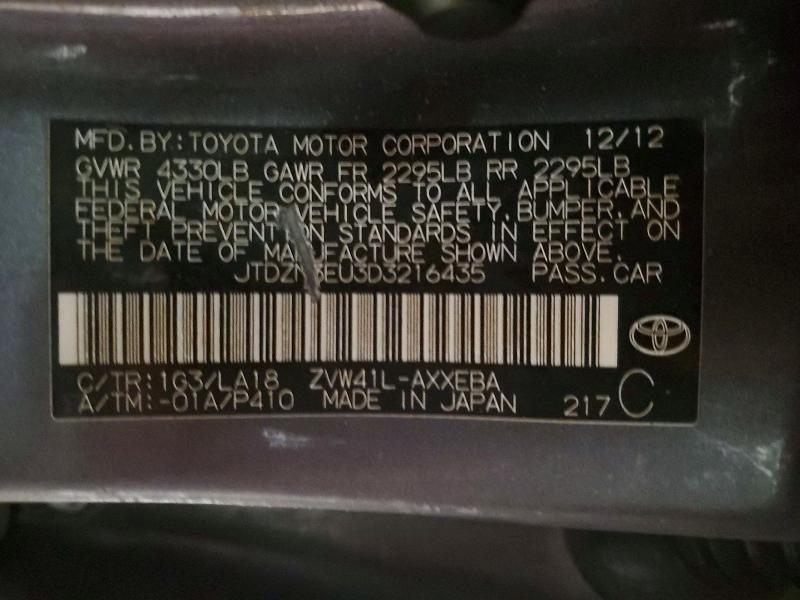 MFD. BY: TOYOTA MOTOR CORPORATION 12/12
GVWR 4330LB GAWR FR 2295LB RR 2295LB
THIS VEHICLE CONFORMS TO ALL APPLICABLE
FEDERAL MOTOR VEHICLE SAFETY, BUMPER, AND
THEFT PREVENTION STANDARDS IN EFFECT ON
THE DATE OF MANUFACTURE SHOWN ABOVE.
JTDZN3EU3D3216435 PASS. CAR
C/TR: 1G3/LA18 ZVW41L-AXXEBA
A/TM: -01A/P410 MADE IN JAPAN 217 C